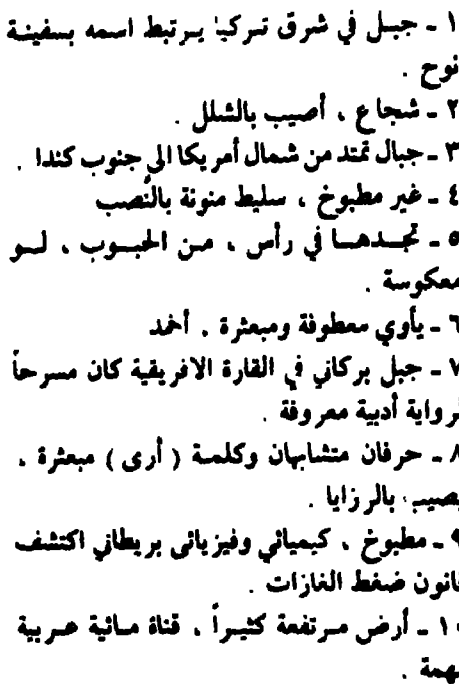 ١ ـ جبل في شرق تركيا يرتبط اسمه بسفينة
نوح .
٢ ـ شجاع ، أصيب بالشلل .
٣ ـ جبال تمتد من شمال أمريكا الى جنوب كندا .
٤ ـ غير مطبوخ ، سليط منونة بالنصب
٥ ـ تجدها في رأس ، من الحبوب ، لو
معكوسة .
٦ ـ يأوي معطوفة ومبعثرة . أخمد
٧ ـ جبل بركاني في القارة الافريقية كان مسرحاً
لرواية أدبية معروفة .
٨ ـ حرفان متشابهان وكلمة ( أرى ) مبعثرة .
يصيب بالرزايا .
٩ ـ مطبوخ ، كيميائي وفيزيائي بريطاني اكتشف
قانون ضغط الغازات .
١٠ ـ أرض مرتفعة كثيراً ، قناة مائية عربية
مهمة .